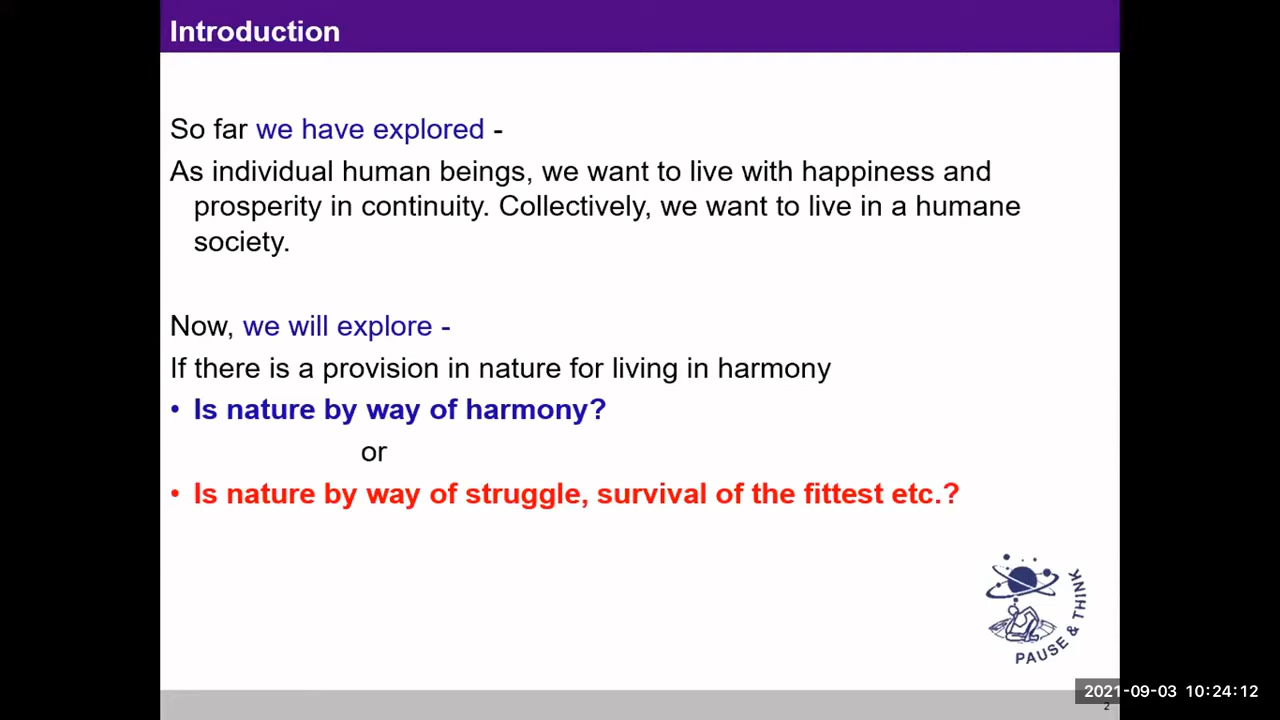 Introduction
So far we have explored -
As individual human beings, we want to live with happiness and
prosperity in continuity. Collectively, we want to live in a humane
society.
Now, we will explore -
If there is a provision in nature for living in harmony
• Is nature by way of harmony?
or
• Is nature by way of struggle, survival of the fittest etc.?
PAUSE & THINK
2021-09-03 10:24:12
2